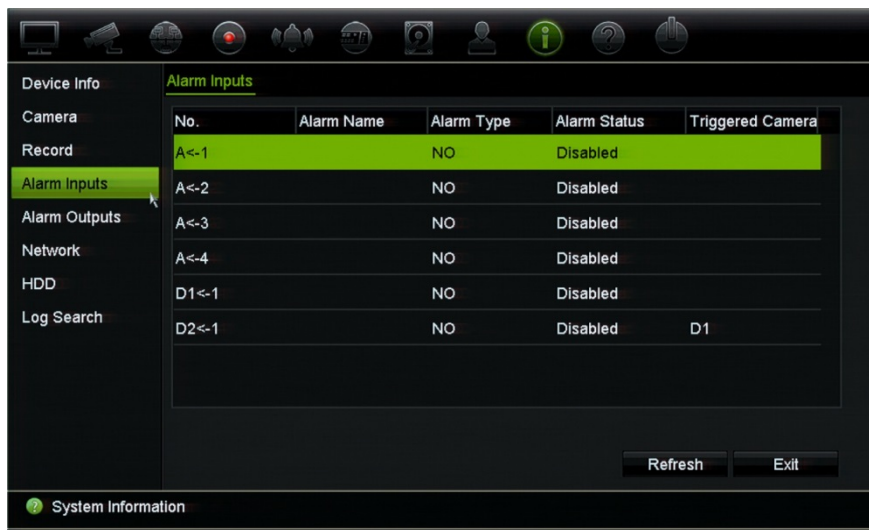 Device Info
Camera
Record
Alarm Inputs
Alarm Outputs
Network
HDD
Log Search
Alarm Inputs
No. Alarm Name Alarm Type Alarm Status Triggered Camera
A<-1 NO Disabled
A<-2 NO Disabled
A<-3 NO Disabled
A<-4 NO Disabled
D1<-1 NO Disabled
D2<-1 NO Disabled D1
Refresh Exit
System Information